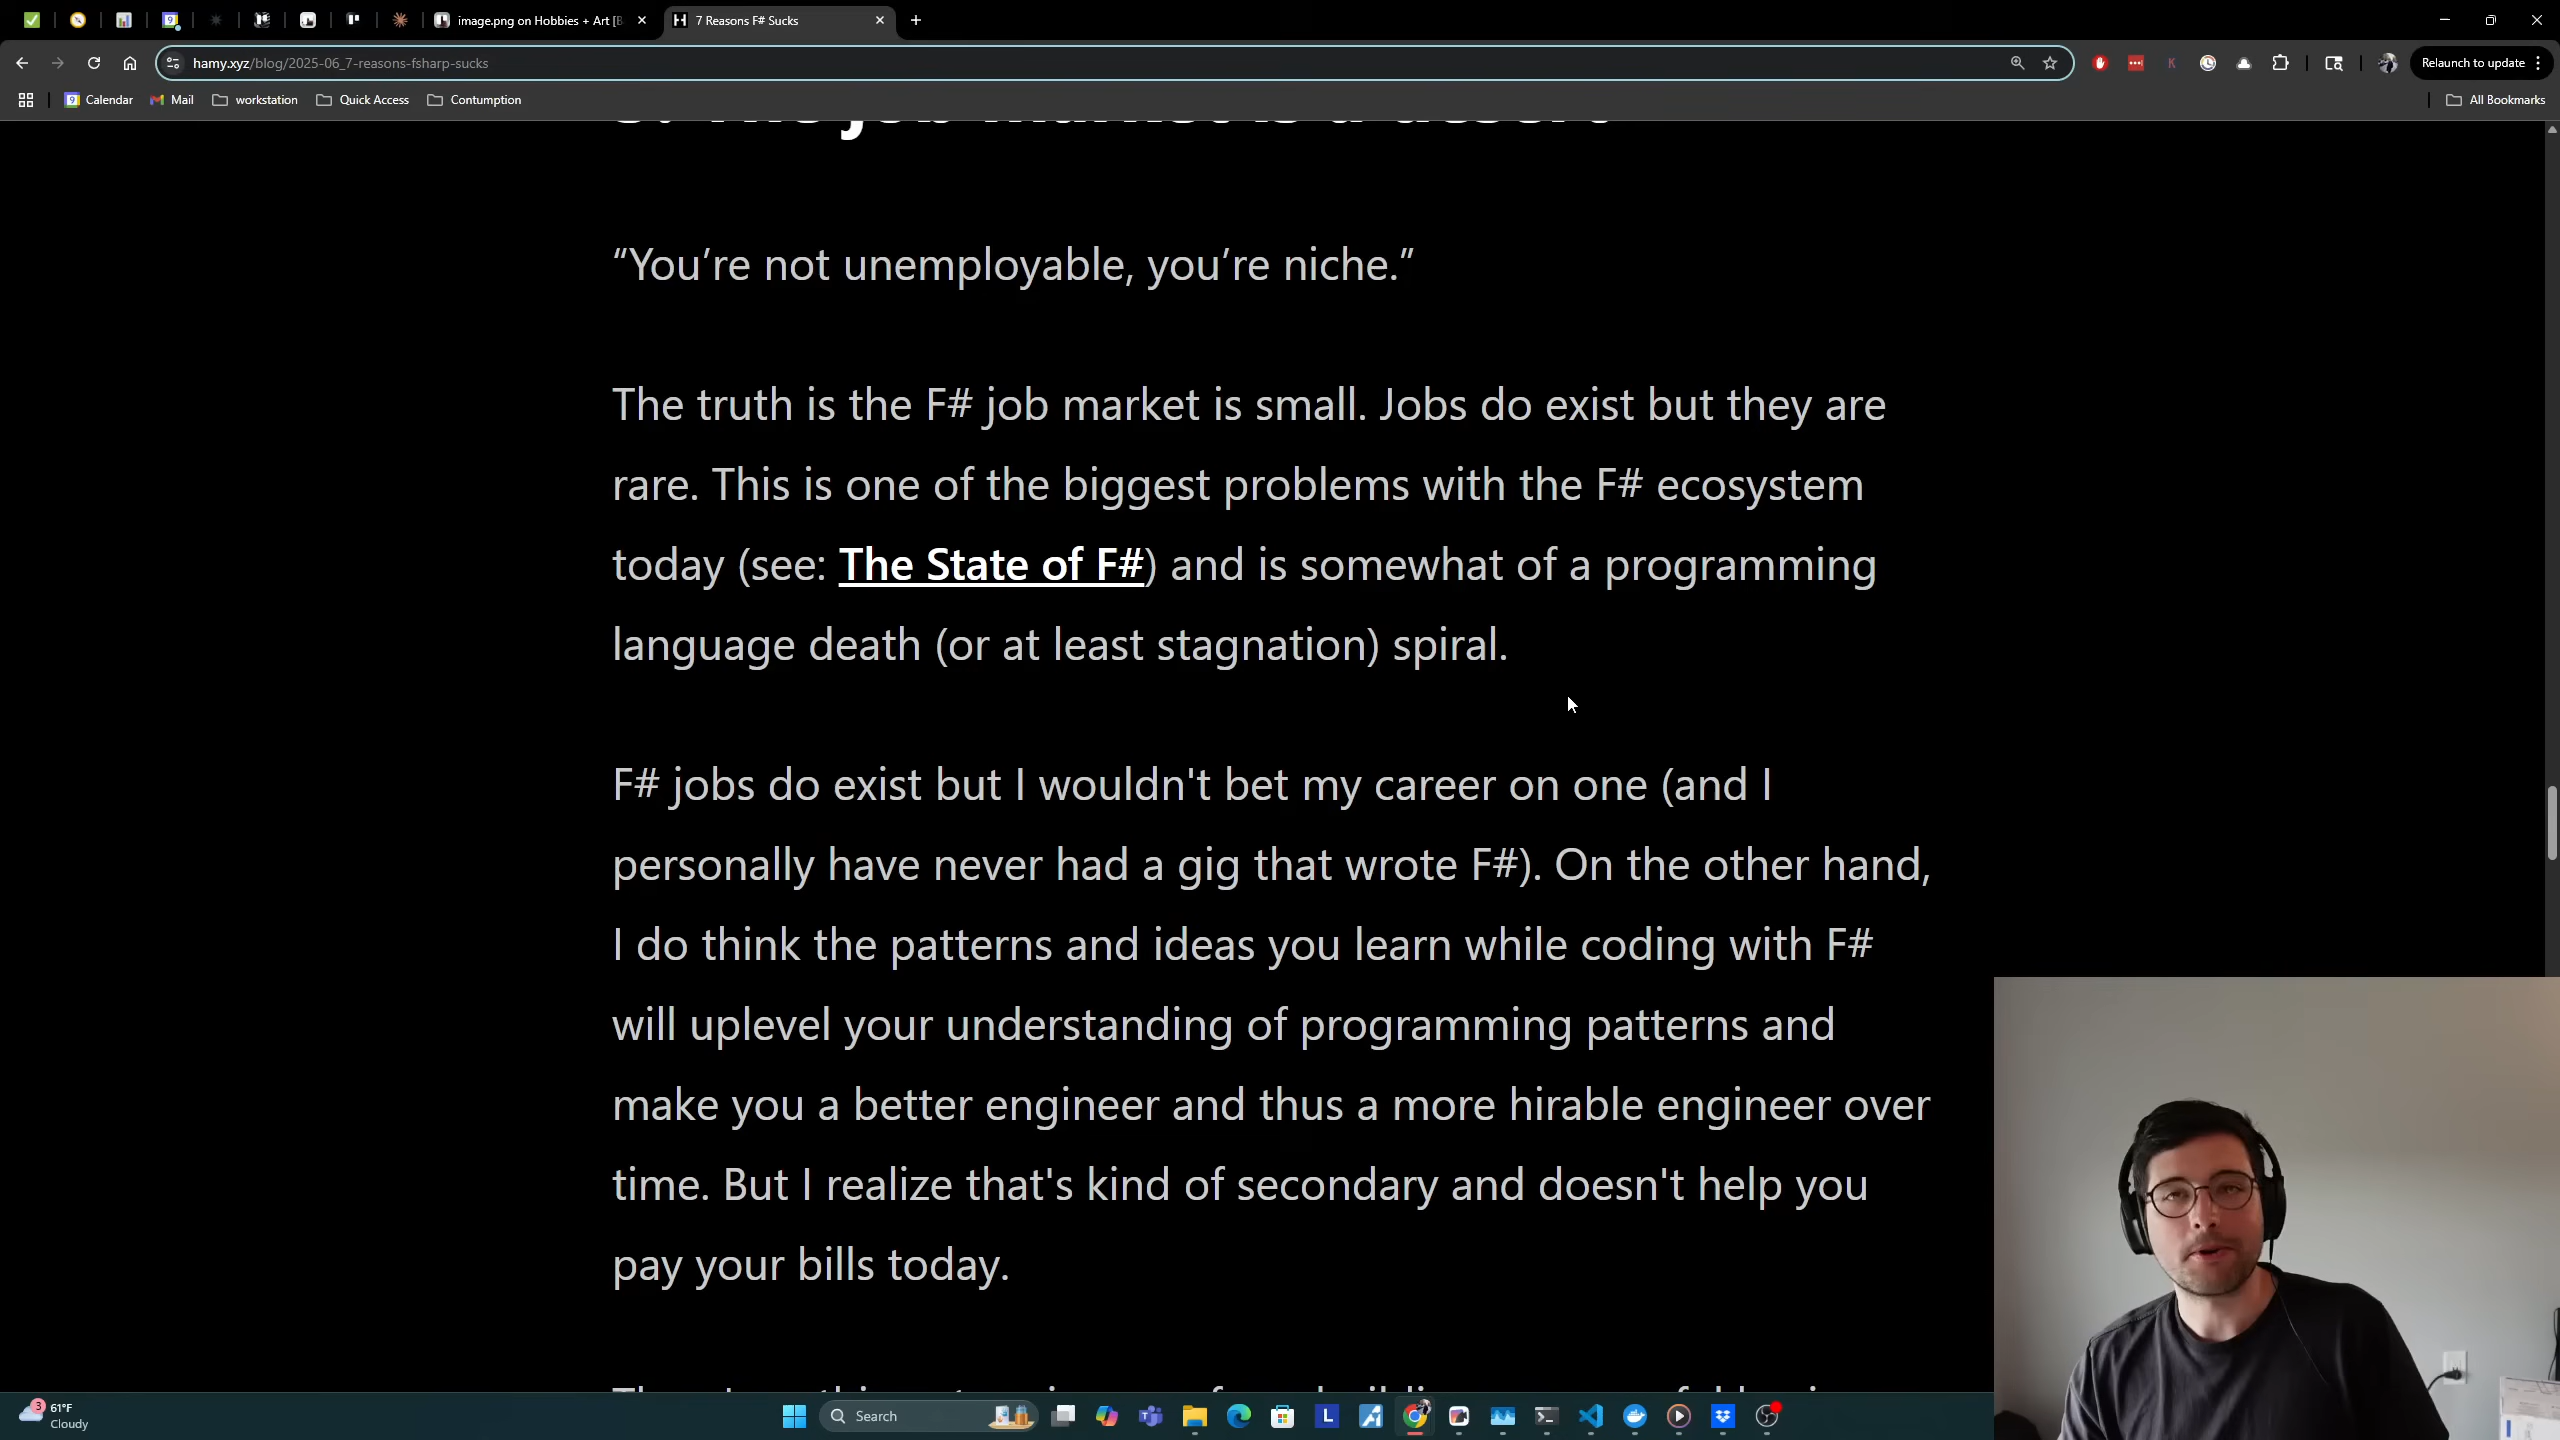 image.png on Hobbies + Art [B
7 Reasons F# Sucks
hamy.xyz/blog/2025-06_7-reasons-fsharp-sucks
Relaunch to update
Calendar
Mail
workstation
Quick Access
Contumption
All Bookmarks
“You’re not unemployable, you’re niche.”
The truth is the F# job market is small. Jobs do exist but they are
rare. This is one of the biggest problems with the F# ecosystem
today (see: The State of F#) and is somewhat of a programming
language death (or at least stagnation) spiral.
F# jobs do exist but I wouldn't bet my career on one (and I
personally have never had a gig that wrote F#). On the other hand,
I do think the patterns and ideas you learn while coding with F#
will uplevel your understanding of programming patterns and
make you a better engineer and thus a more hirable engineer over
time. But I realize that's kind of secondary and doesn't help you
pay your bills today.
3
61°F
Cloudy
Search